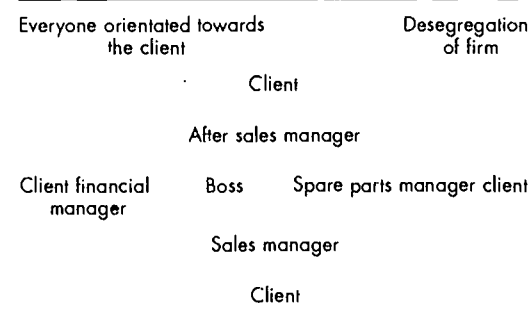 Everyone orientated towards the client
Desegregation of firm
Client
After sales manager
Client financial manager
Boss
Spare parts manager client
Sales manager
Client